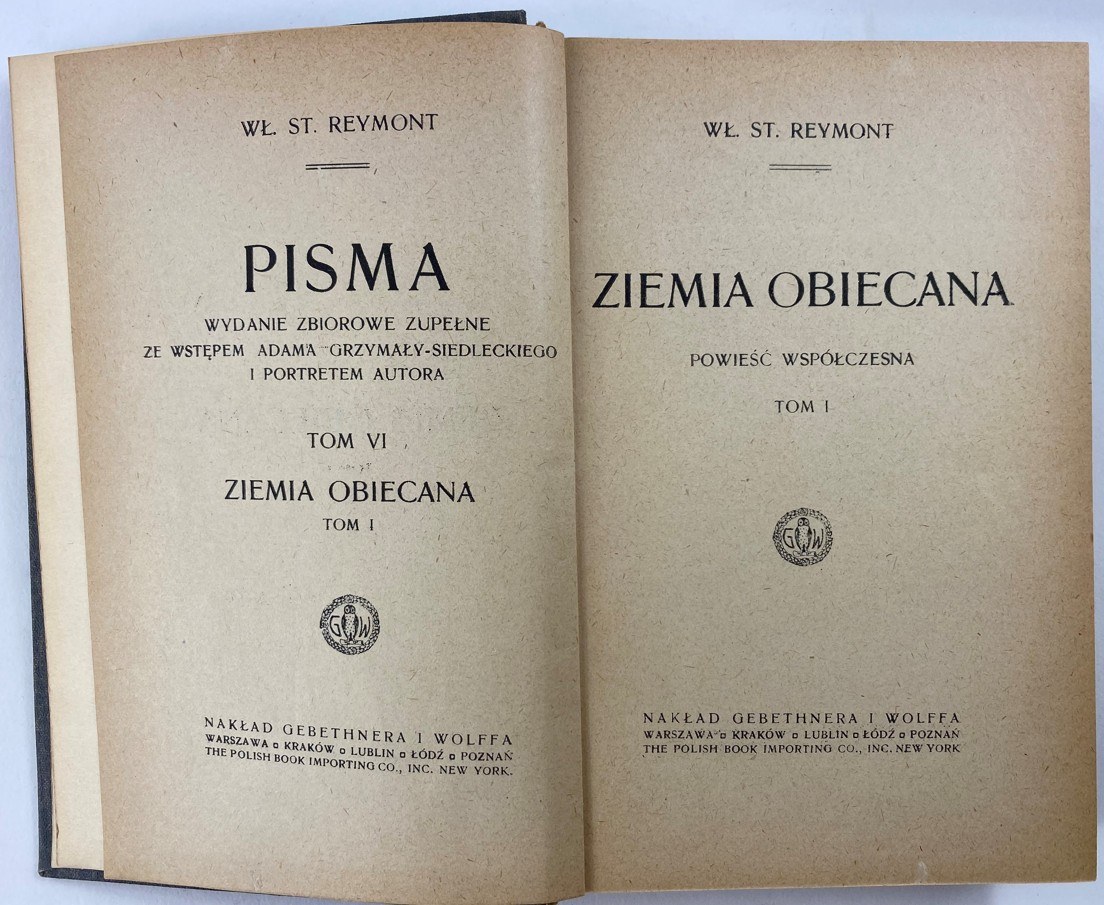 WŁ. ST. REYMONT
PISMA
WYDANIE ZBIOROWE ZUPEŁNE
ZE WSTĘPEM ADAMA GRZYMAŁY-SIEDLECKIEGO
I PORTRETEM AUTORA
TOM VI
ZIEMIA OBIECANA
TOM I
G W
NAKŁAD GEBETHNERA I WOLFFA
WARSZAWA ▫ KRAKÓW ▫ LUBLIN ▫ ŁÓDŹ ▫ POZNAŃ
THE POLISH BOOK IMPORTING CO., INC. NEW YORK.
WŁ. ST. REYMONT
ZIEMIA OBIECANA
POWIEŚĆ WSPÓŁCZESNA
TOM I
G W
NAKŁAD GEBETHNERA I WOLFFA
WARSZAWA ▫ KRAKÓW ▫ LUBLIN ▫ ŁÓDŹ ▫ POZNAŃ
THE POLISH BOOK IMPORTING CO., INC. NEW YORK